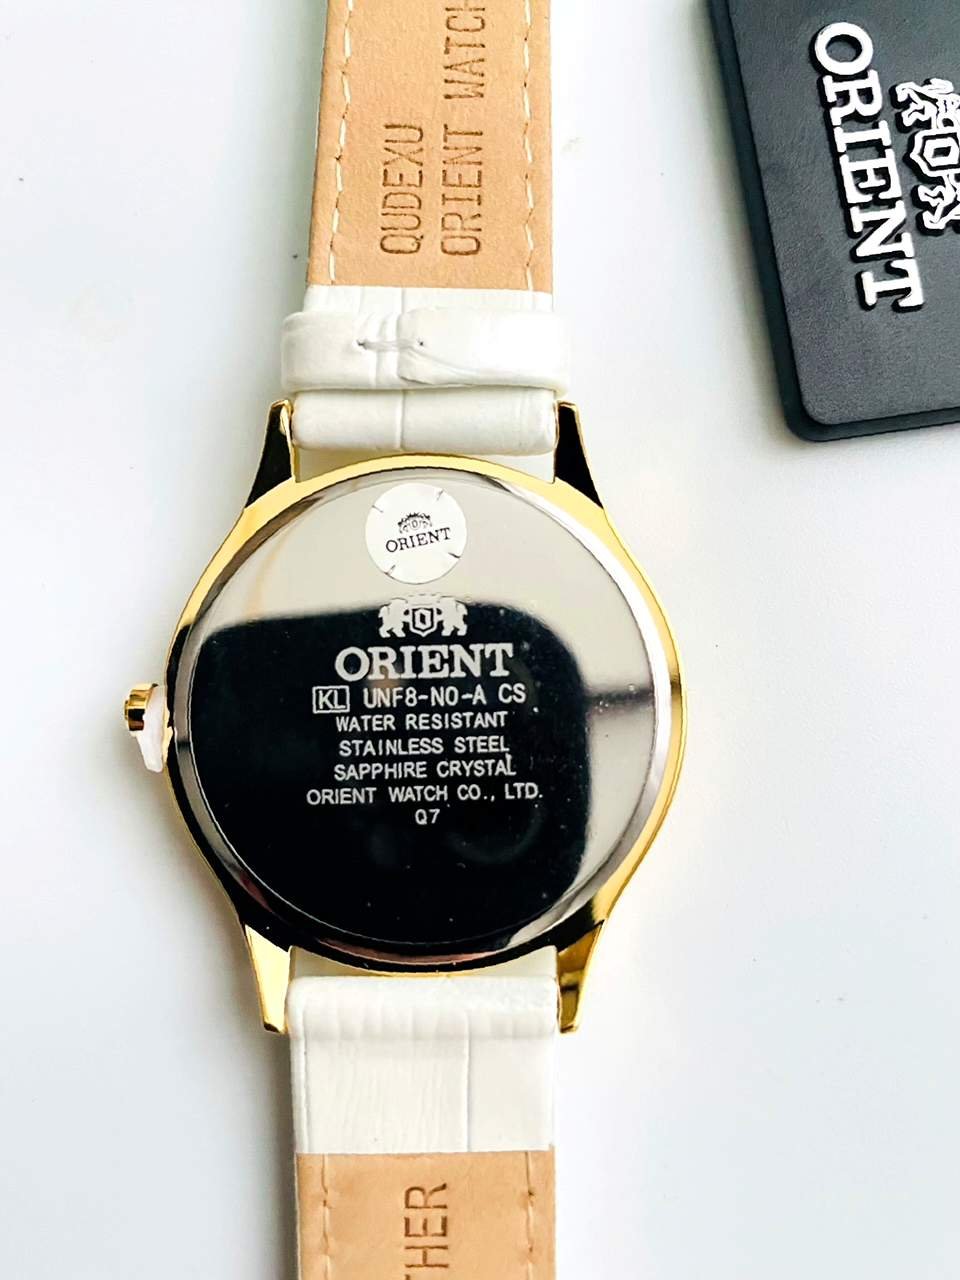 QUDEXU
ORIENT WATCH
ORIENT
ORIENT
ORIENT
KL UNF8-N0-A CS
WATER RESISTANT
STAINLESS STEEL
SAPPHIRE CRYSTAL
ORIENT WATCH CO., LTD.
Q7
THER